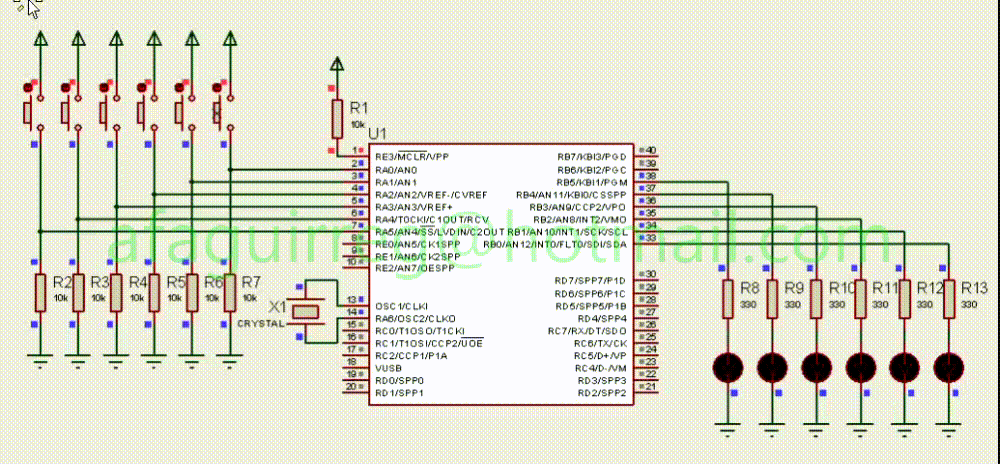 R1
10k
U1
1
2
3
4
5
6
7
8
9
10
13
14
15
16
17
18
19
20
RE3/MCLR/VPP
RA0/AN0
RA1/AN1
RA2/AN2/VREF-/CVREF
RA3/AN3/VREF+
RA4/T0CKI/C1OUT/RCV
RA5/AN4/SS/LVDIN/C2OUT
RE0/AN5/CK1SPP
RE1/AN6/CK2SPP
RE2/AN7/OESPP
OSC1/CLKI
RA6/OSC2/CLKO
RC0/T1OSO/T1CKI
RC1/T1OSI/CCP2/UOE
RC2/CCP1/P1A
VUSB
RD0/SPP0
RD1/SPP1
RB7/KBI3/PGD
RB6/KBI2/PGC
RB5/KBI1/PGM
RB4/AN11/KBI0/CSSPP
RB3/AN9/CCP2/VPO
RB2/AN8/INT2/VMO
RB1/AN10/INT1/SCK/SCL
RB0/AN12/INT0/FLT0/SDI/SDA
RD7/SPP7/P1D
RD6/SPP6/P1C
RD5/SPP5/P1B
RD4/SPP4
RC7/RX/DT/SDO
RC6/TX/CK
RC5/D+/VP
RC4/D-/VM
RD3/SPP3
RD2/SPP2
40
39
38
37
36
35
34
33
30
29
28
27
26
25
24
23
22
21
afaguirreg@hotmail.com
R2
10k
R3
10k
R4
10k
R5
10k
R6
10k
R7
10k
X1
CRYSTAL
R8
330
R9
330
R10
330
R11
330
R12
330
R13
330